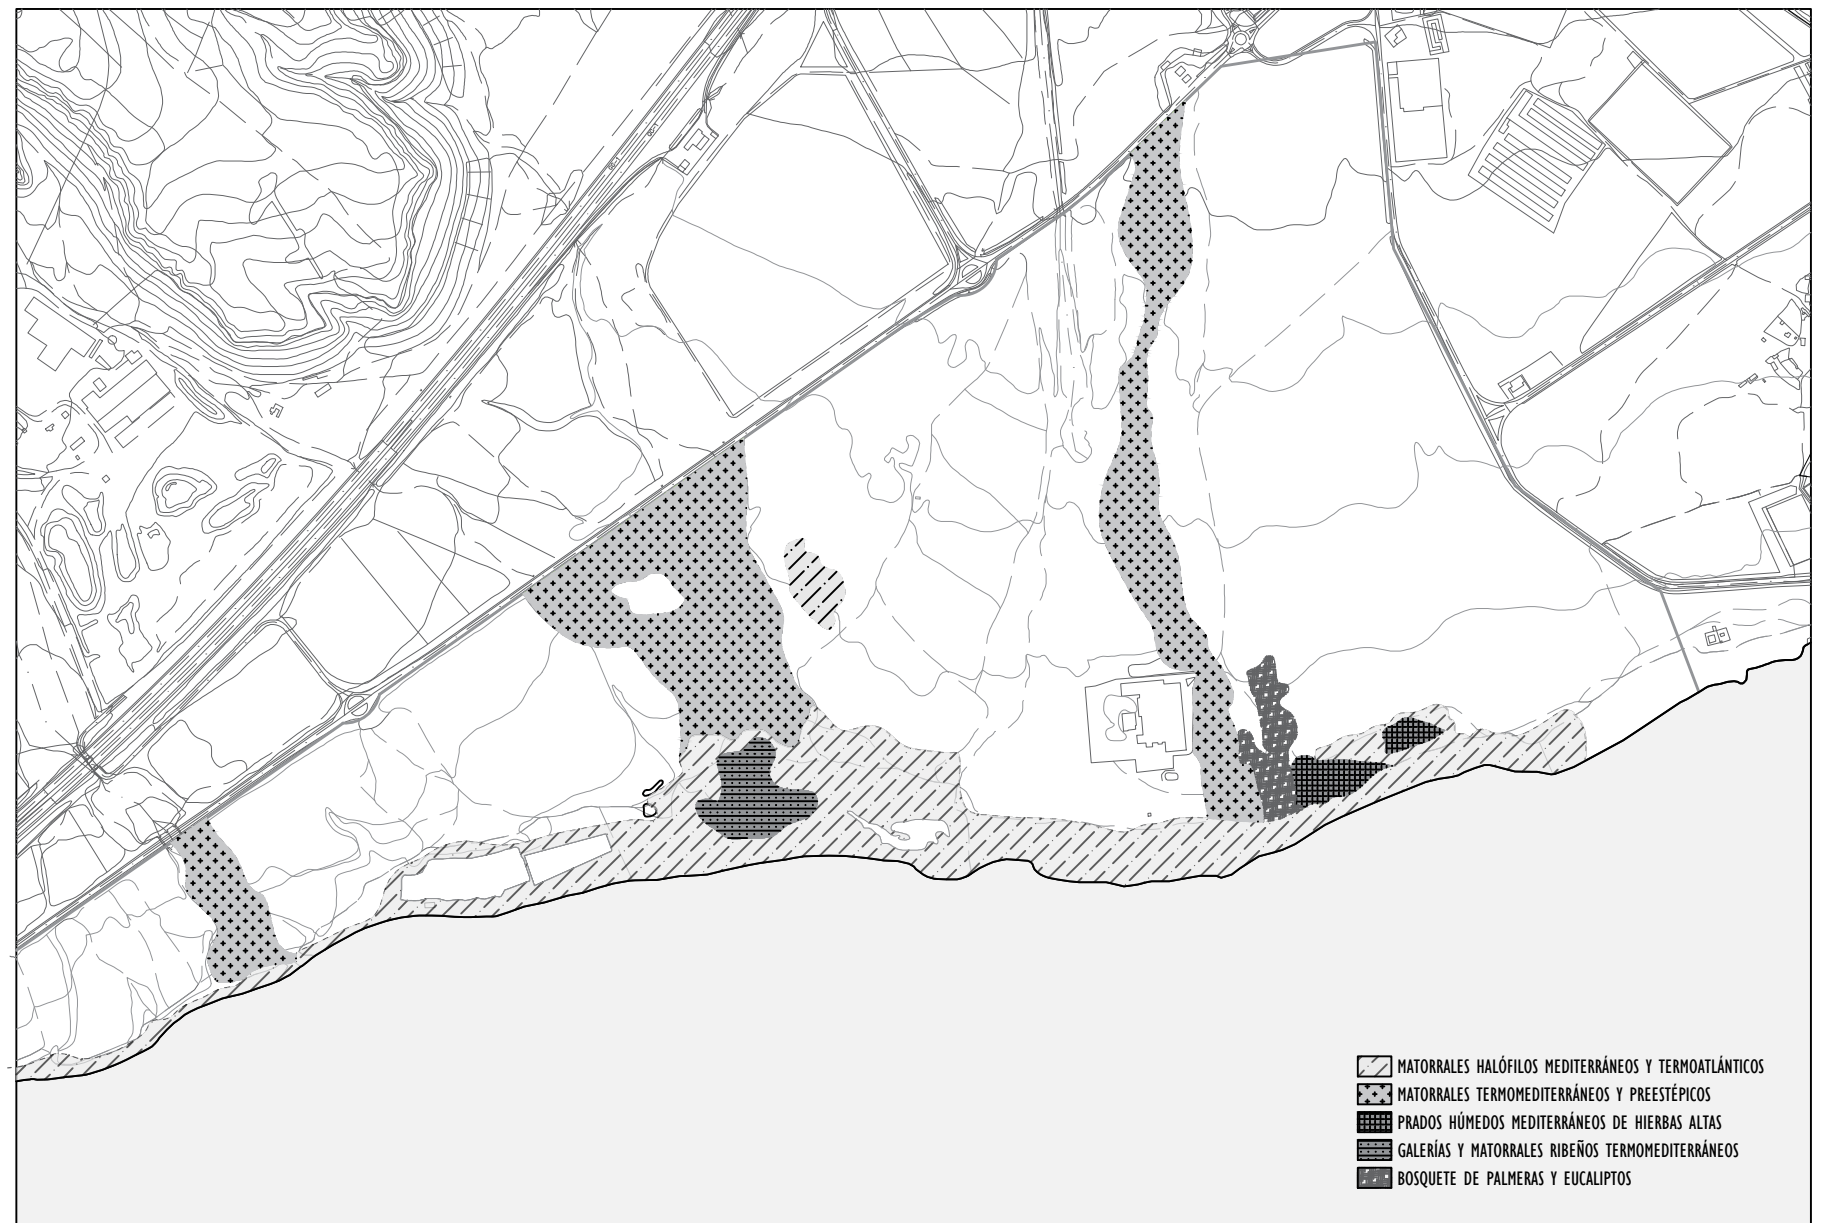 MATORRALES HALÓFILOS MEDITERRÁNEOS Y TERMOATLÁNTICOS
MATORRALES TERMOMEDITERRÁNEOS Y PREESTÉPICOS
PRADOS HÚMEDOS MEDITERRÁNEOS DE HIERBAS ALTAS
GALERÍAS Y MATORRALES RIBEÑOS TERMOMEDITERRÁNEOS
BOSQUETE DE PALMERAS Y EUCALIPTOS